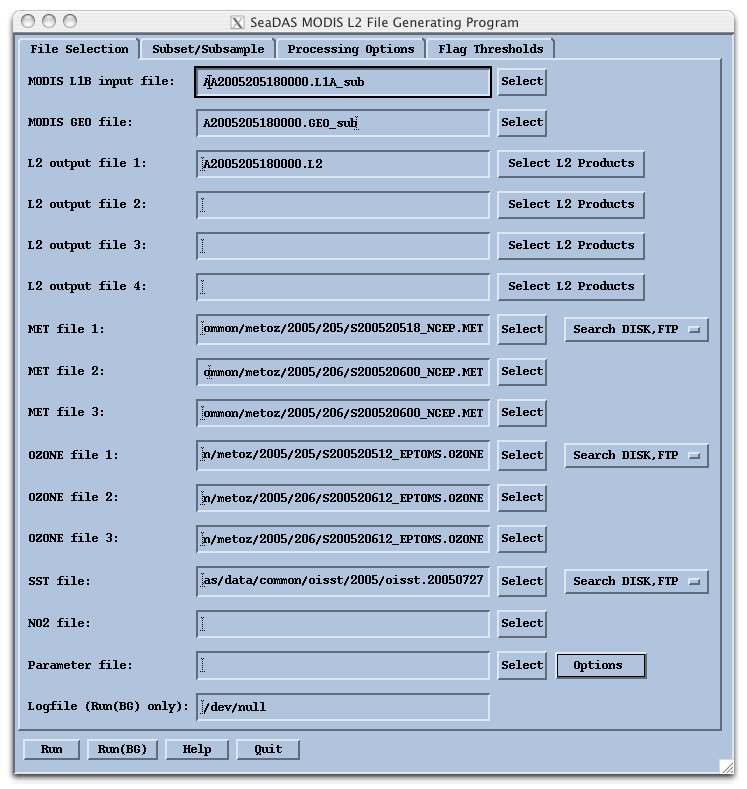 SeaDAS MODIS L2 File Generating Program
File Selection Subset/Subsample Processing Options Flag Thresholds
MODIS L1B input file: AA2005205180000.L1A_sub Select
MODIS GEO file: A2005205180000.GEO_sub Select
L2 output file 1: A2005205180000.L2 Select L2 Products
L2 output file 2: Select L2 Products
L2 output file 3: Select L2 Products
L2 output file 4: Select L2 Products
MET file 1: ommon/metoz/2005/205/S200520518_NCEP.MET Select Search DISK,FTP
MET file 2: ommon/metoz/2005/206/S200520600_NCEP.MET Select
MET file 3: ommon/metoz/2005/206/S200520600_NCEP.MET Select
OZONE file 1: n/metoz/2005/205/S200520512_EPTOMS.OZONE Select Search DISK,FTP
OZONE file 2: n/metoz/2005/206/S200520612_EPTOMS.OZONE Select
OZONE file 3: n/metoz/2005/206/S200520612_EPTOMS.OZONE Select
SST file: as/data/common/oisst/2005/oisst.20050727 Select Search DISK,FTP
NO2 file: Select
Parameter file: Select Options
Logfile (Run(BG) only): /dev/null
Run Run(BG) Help Quit